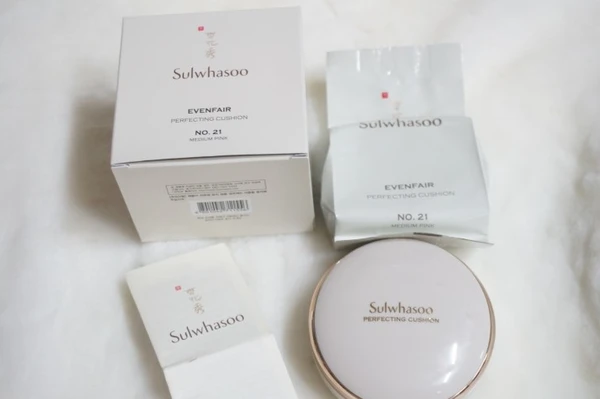 Sulwhasoo
EVENFAIR
PERFECTING CUSHION
NO. 21
MEDIUM PINK
Sulwhasoo
EVENFAIR
PERFECTING CUSHION
NO. 21
MEDIUM PINK
Sulwhasoo
Sulwhasoo
PERFECTING CUSHION